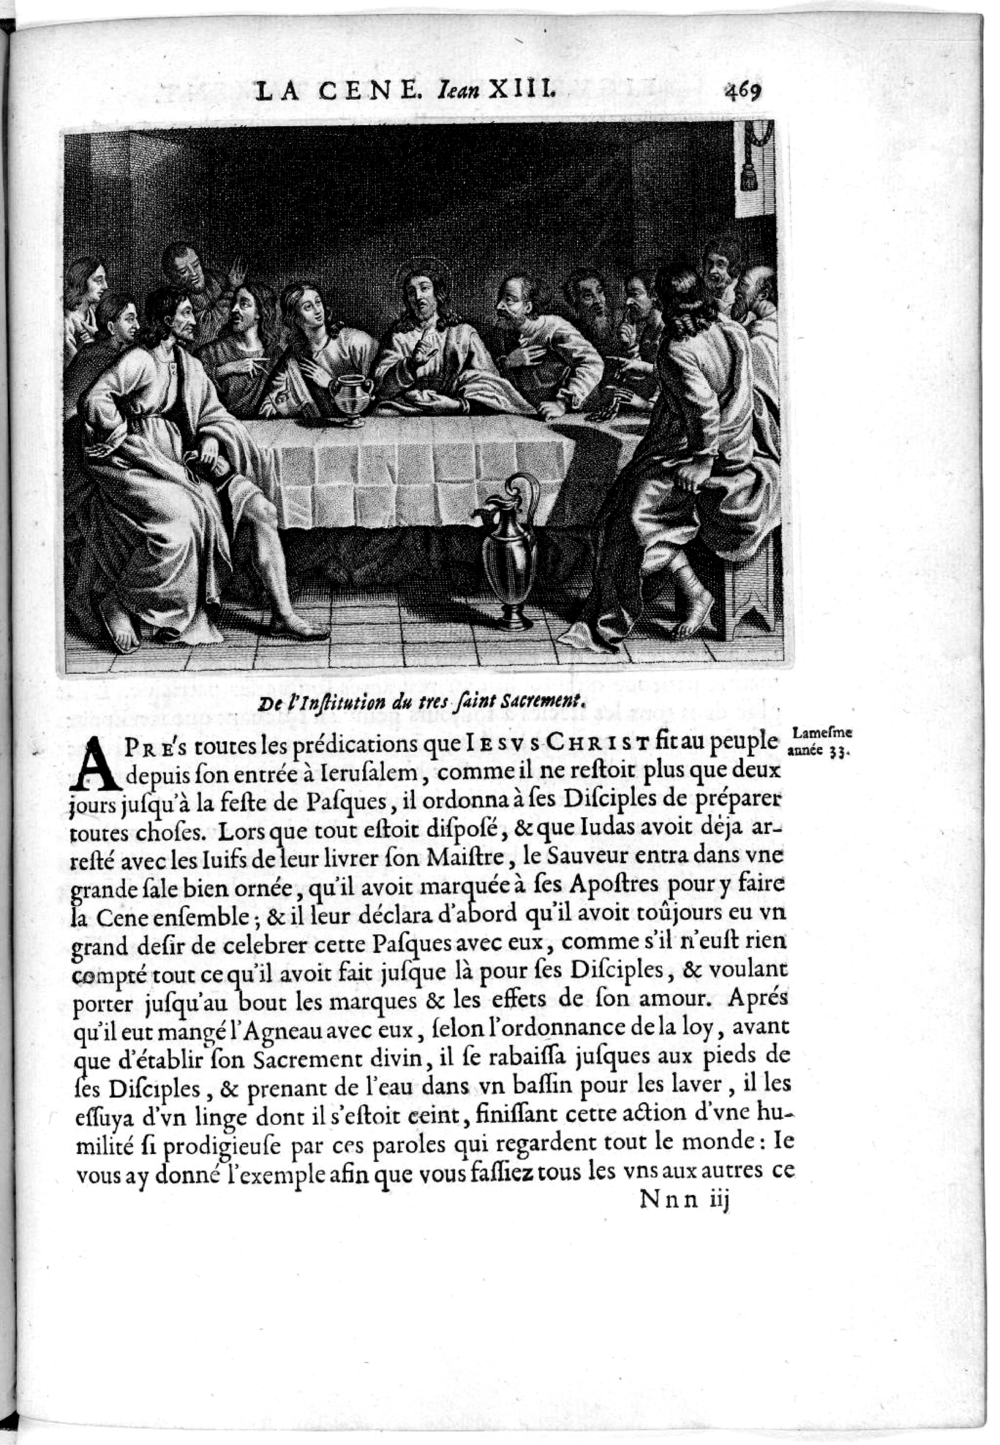 LA CENE. Iean XIII. 469
De l'Inſtitution du tres ſaint Sacrement.
APRE's toutes les prédications que IESVS CHRIST fit au peuple
Lameſme
année 33.
depuis ſon entrée à Ieruſalem, comme il ne reſtoit plus que deux
jours juſqu'à la feſte de Paſques, il ordonna à ſes Diſciples de préparer
toutes choſes. Lors que tout eſtoit diſpoſé, & que Iudas avoit déja ar-
reſté avec les Iuifs de leur livrer ſon Maiſtre, le Sauveur entra dans vne
grande ſale bien ornée, qu'il avoit marquée à ſes Apoſtres pour y faire
la Cene enſemble; & il leur déclara d'abord qu'il avoit toûjours eu vn
grand deſir de celebrer cette Paſques avec eux, comme s'il n'euſt rien
compté tout ce qu'il avoit fait juſque là pour ſes Diſciples, & voulant
porter juſqu'au bout les marques & les effets de ſon amour. Aprés
qu'il eut mangé l'Agneau avec eux, ſelon l'ordonnance de la loy, avant
que d'établir ſon Sacrement divin, il ſe rabaiſſa juſques aux pieds de
ſes Diſciples, & prenant de l'eau dans vn baſſin pour les laver, il les
eſſuya d'vn linge dont il s'eſtoit ceint, finiſſant cette action d'vne hu-
milité ſi prodigieuſe par ces paroles qui regardent tout le monde: Ie
vous ay donné l'exemple afin que vous faſſiez tous les vns aux autres ce
Nnn iij